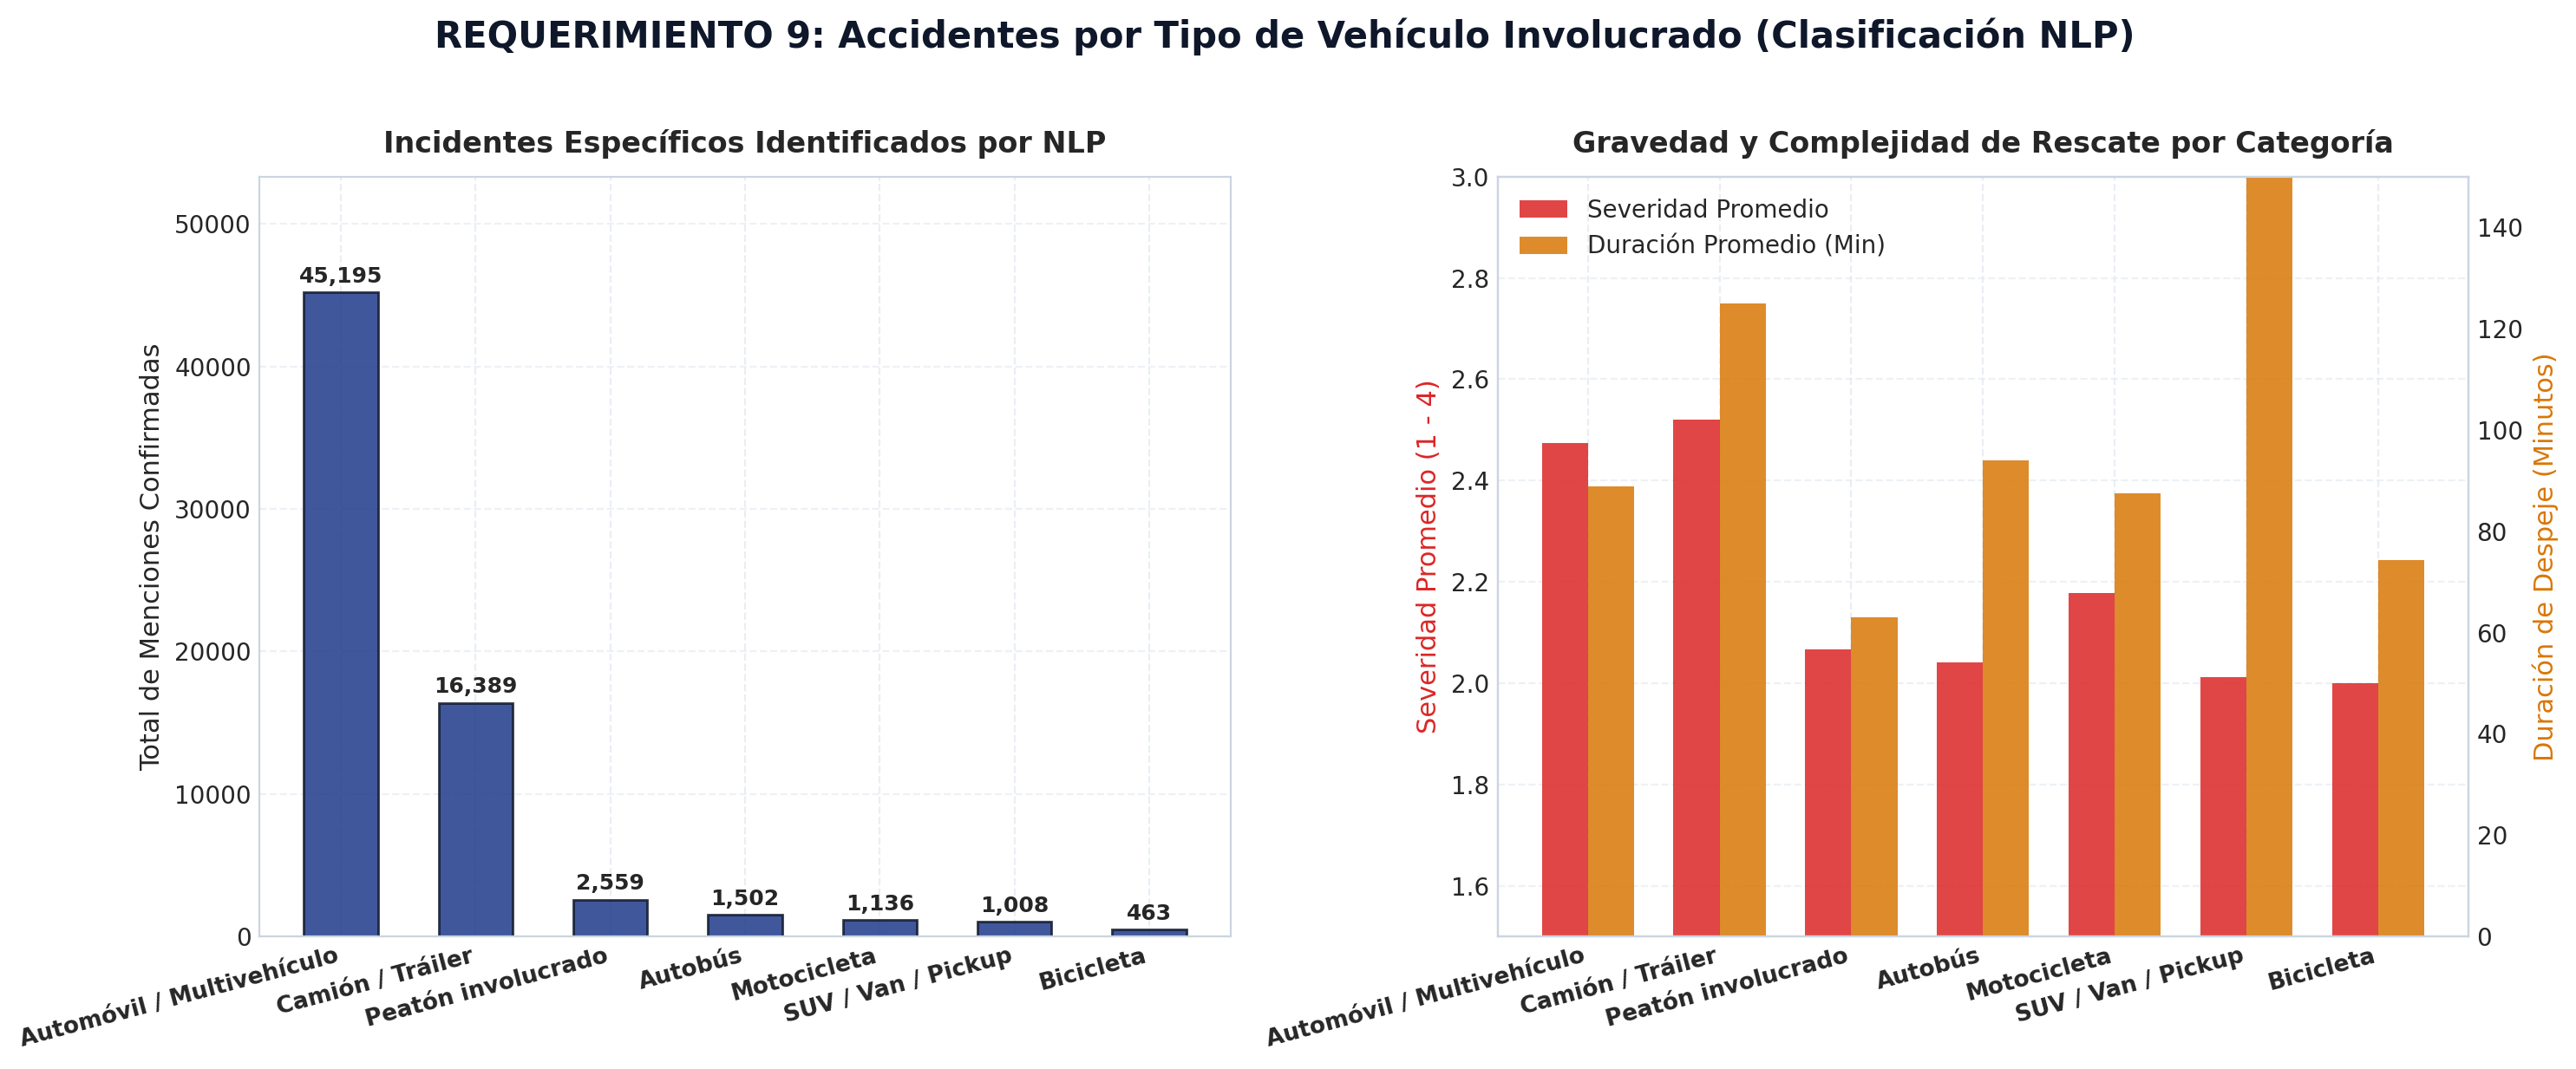 REQUERIMIENTO 9: Accidentes por Tipo de Vehículo Involucrado (Clasificación NLP)
Incidentes Específicos Identificados por NLP
Total de Menciones Confirmadas
50000
40000
30000
20000
10000
0
45,195
16,389
2,559
1,502
1,136
1,008
463
Automóvil / Multivehículo
Camión / Tráiler
Peatón involucrado
Autobús
Motocicleta
SUV / Van / Pickup
Bicicleta
Gravedad y Complejidad de Rescate por Categoría
Severidad Promedio
Duración Promedio (Min)
Severidad Promedio (1 - 4)
3.0
2.8
2.6
2.4
2.2
2.0
1.8
1.6
140
120
100
80
60
40
20
0
Duración de Despeje (Minutos)
Automóvil / Multivehículo
Camión / Tráiler
Peatón involucrado
Autobús
Motocicleta
SUV / Van / Pickup
Bicicleta